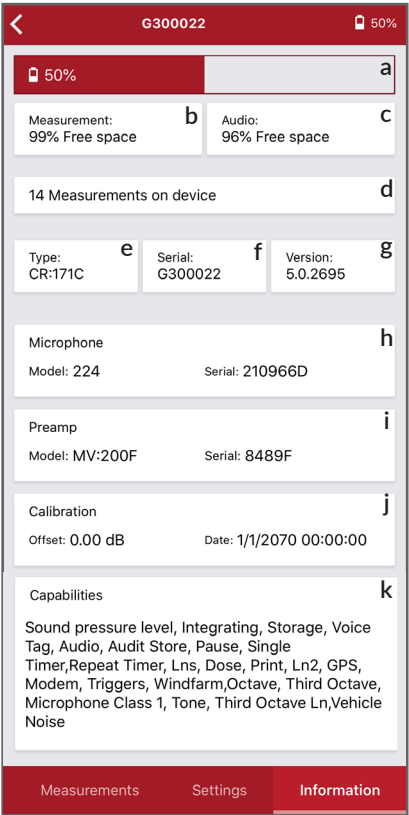 G300022 50%
50% a
Measurement: b
99% Free space
Audio: c
96% Free space
14 Measurements on device d
Type: e
CR:171C
Serial: f
G300022
Version: g
5.0.2695
Microphone h
Model: 224 Serial: 210966D
Preamp i
Model: MV:200F Serial: 8489F
Calibration j
Offset: 0.00 dB Date: 1/1/2070 00:00:00
Capabilities k
Sound pressure level, Integrating, Storage, Voice
Tag, Audio, Audit Store, Pause, Single
Timer,Repeat Timer, Lns, Dose, Print, Ln2, GPS,
Modem, Triggers, Windfarm,Octave, Third Octave,
Microphone Class 1, Tone, Third Octave Ln,Vehicle
Noise
Measurements Settings Information